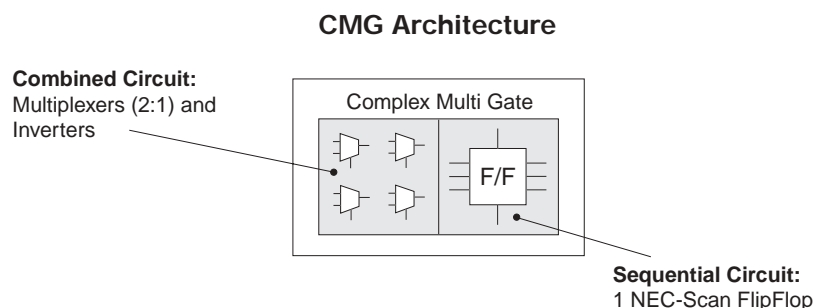 CMG Architecture
Combined Circuit:
Multiplexers (2:1) and
Inverters
Complex Multi Gate
F/F
Sequential Circuit:
1 NEC-Scan FlipFlop